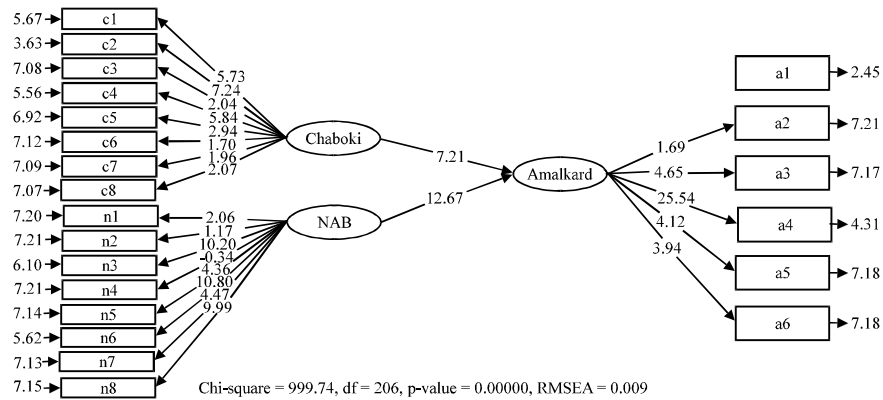 5.67 c1
3.63 c2
7.08 c3
5.56 c4
6.92 c5
7.12 c6
7.09 c7
7.07 c8
7.20 n1
7.21 n2
6.10 n3
7.21 n4
7.14 n5
5.62 n6
7.13 n7
7.15 n8
5.73
7.24
2.04
5.84
2.94
1.70
1.96
2.07
2.06
1.17
10.20
-0.34
4.36
10.80
4.47
9.99
Chaboki
NAB
7.21
12.67
Amalkard
1.69
4.65
25.54
4.12
3.94
a1 2.45
a2 7.21
a3 7.17
a4 4.31
a5 7.18
a6 7.18
Chi-square = 999.74, df = 206, p-value = 0.00000, RMSEA = 0.009